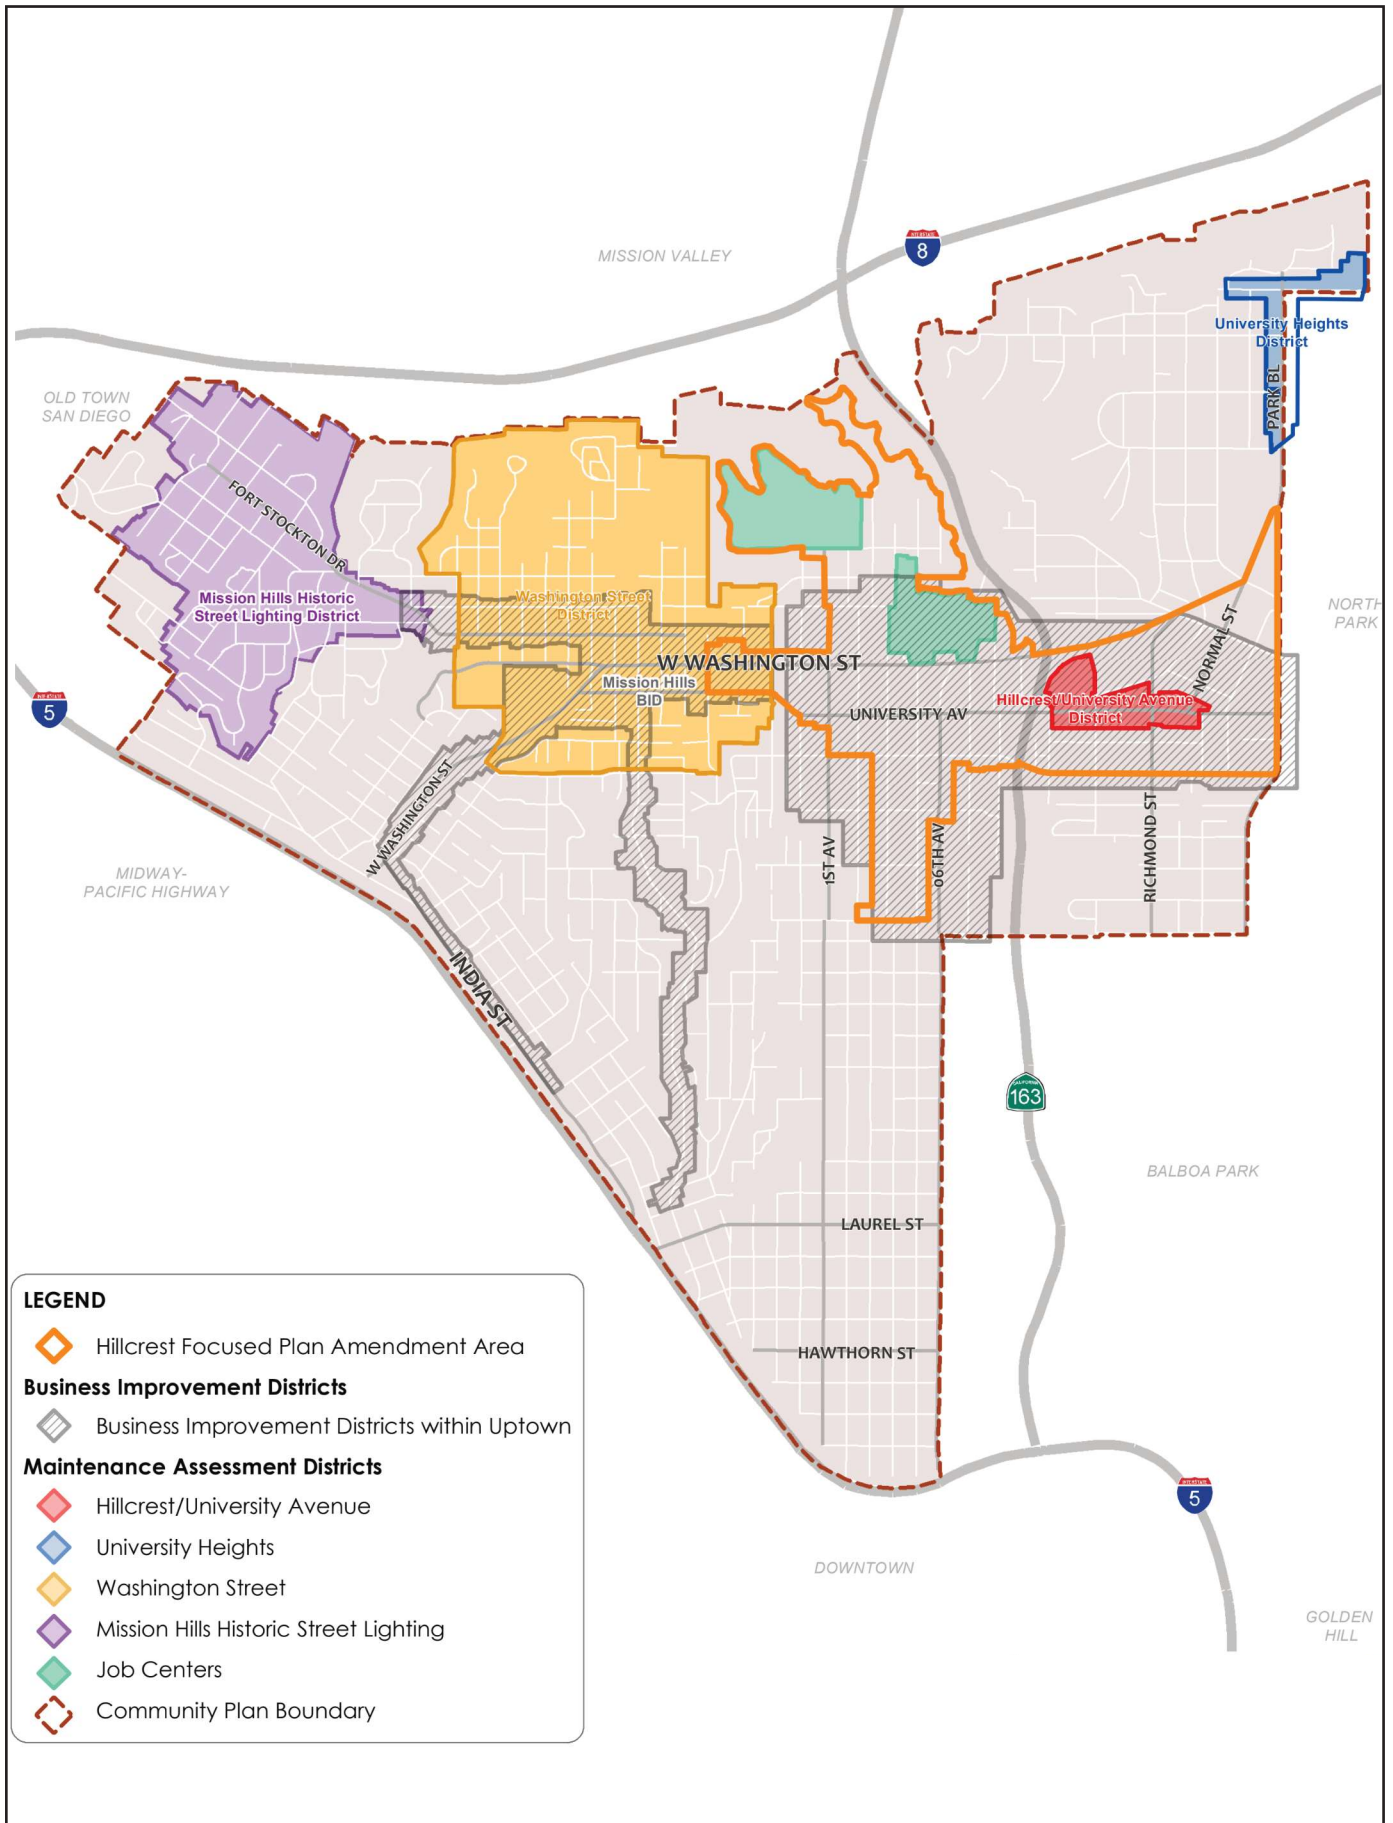 MISSION VALLEY
INTERSTATE
8
OLD TOWN
SAN DIEGO
University Heights
District
PARK BL
FORT STOCKTON DR
Mission Hills Historic
Street Lighting District
Washington Street
District
NORTH
PARK
NORMAL ST
W WASHINGTON ST
Mission Hills
BID
Hillcrest/University Avenue
District
UNIVERSITY AV
INTERSTATE
5
W WASHINGTON ST
1ST AV
06TH AV
RICHMOND ST
MIDWAY-
PACIFIC HIGHWAY
INDIA ST
CALIFORNIA
163
BALBOA PARK
LAUREL ST
HAWTHORN ST
INTERSTATE
5
DOWNTOWN
GOLDEN
HILL
LEGEND
Hillcrest Focused Plan Amendment Area
Business Improvement Districts
Business Improvement Districts within Uptown
Maintenance Assessment Districts
Hillcrest/University Avenue
University Heights
Washington Street
Mission Hills Historic Street Lighting
Job Centers
Community Plan Boundary